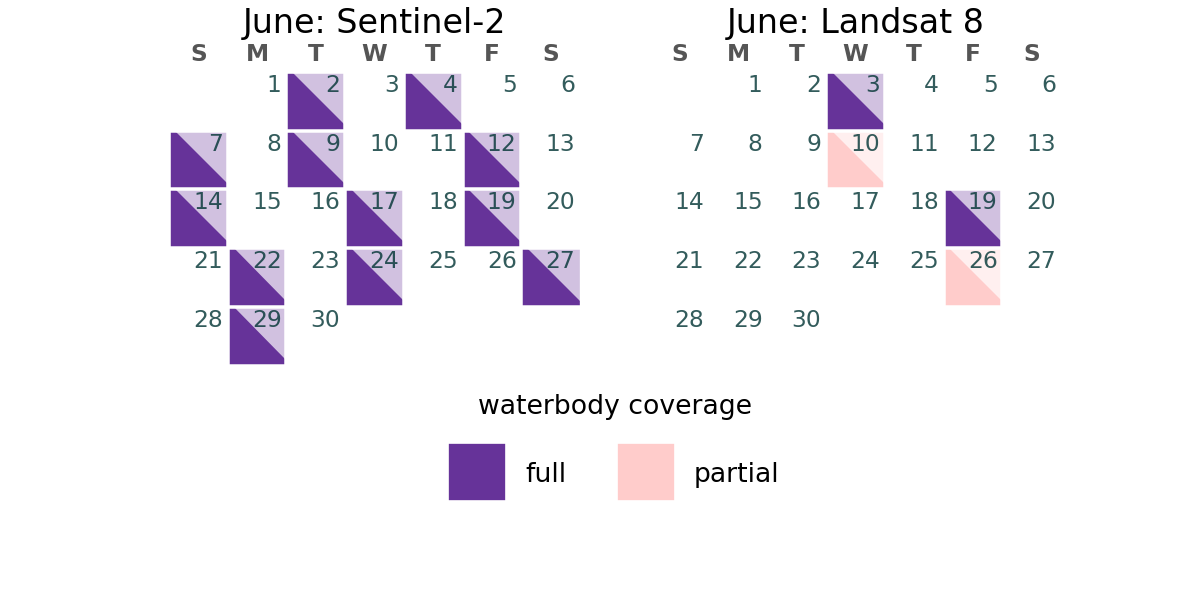 June: Sentinel-2
S M T W T F S
1 2 3 4 5 6
7 8 9 10 11 12 13
14 15 16 17 18 19 20
21 22 23 24 25 26 27
28 29 30
June: Landsat 8
S M T W T F S
1 2 3 4 5 6
7 8 9 10 11 12 13
14 15 16 17 18 19 20
21 22 23 24 25 26 27
28 29 30
waterbody coverage
full partial